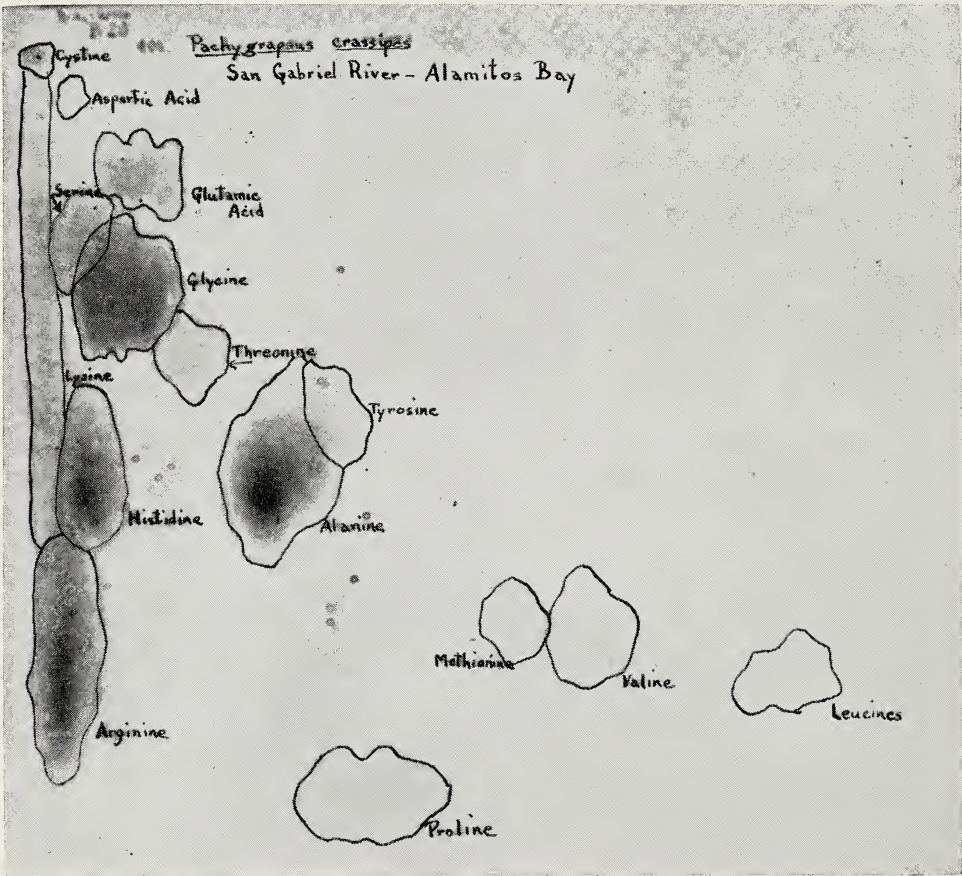 Pachygrapsus crassipes
San Gabriel River - Alamitos Bay
Cystine
Aspartic Acid
Glutamic
Acid
Serine
Glycine
Threonine
Lysine
Tyrosine
Histidine
Alanine
Methionine
Valine
Leucines
Arginine
Proline